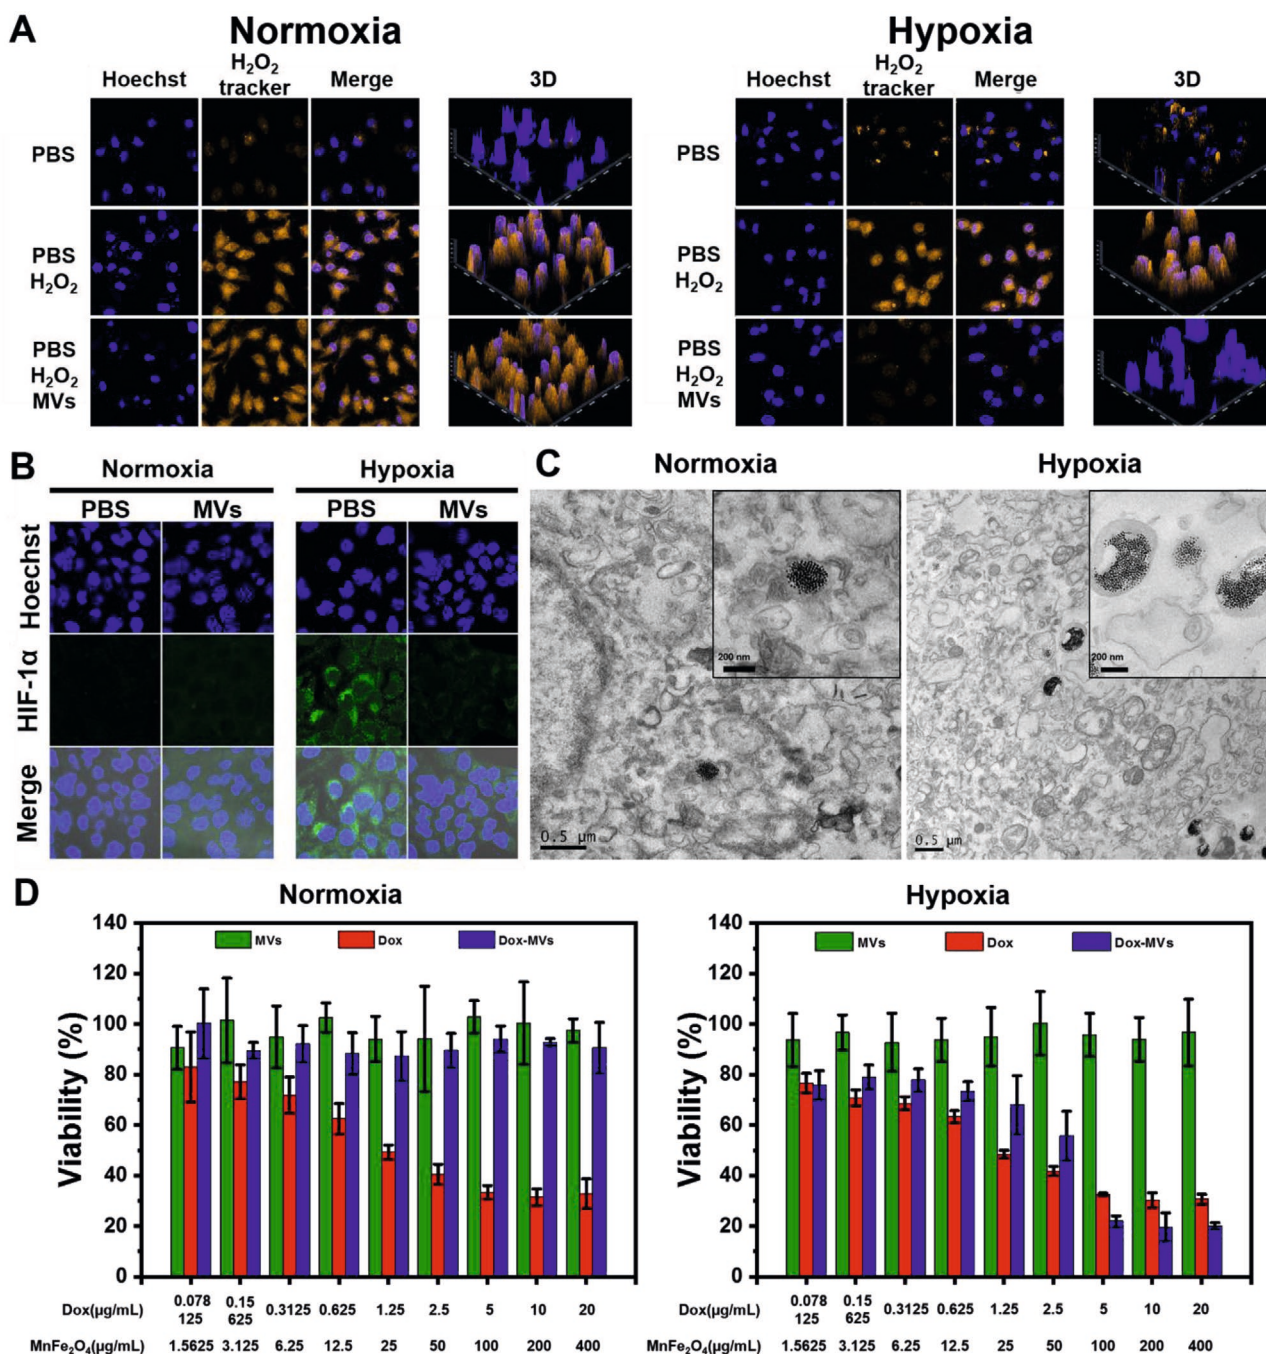 A
Normoxia
Hypoxia
Hoechst
H₂O₂
tracker
Merge
3D
Hoechst
H₂O₂
tracker
Merge
3D
PBS
PBS
PBS
H₂O₂
PBS
H₂O₂
PBS
H₂O₂
MVs
PBS
H₂O₂
MVs
B
Normoxia
Hypoxia
PBS
MVs
PBS
MVs
Hoechst
HIF-1α
Merge
C
Normoxia
Hypoxia
200 nm
200 nm
0.5 µm
0.5 µm
D
Normoxia
Hypoxia
MVs
Dox
Dox-MVs
MVs
Dox
Dox-MVs
Viability (%)
140
120
100
80
60
40
20
0
Dox(µg/mL)
0.078
125
0.15
625
0.3125
0.625
1.25
2.5
5
10
20
MnFe₂O₄(µg/mL)
1.5625
3.125
6.25
12.5
25
50
100
200
400
Viability (%)
140
120
100
80
60
40
20
0
Dox(µg/mL)
0.078
125
0.15
625
0.3125
0.625
1.25
2.5
5
10
20
MnFe₂O₄(µg/mL)
1.5625
3.125
6.25
12.5
25
50
100
200
400